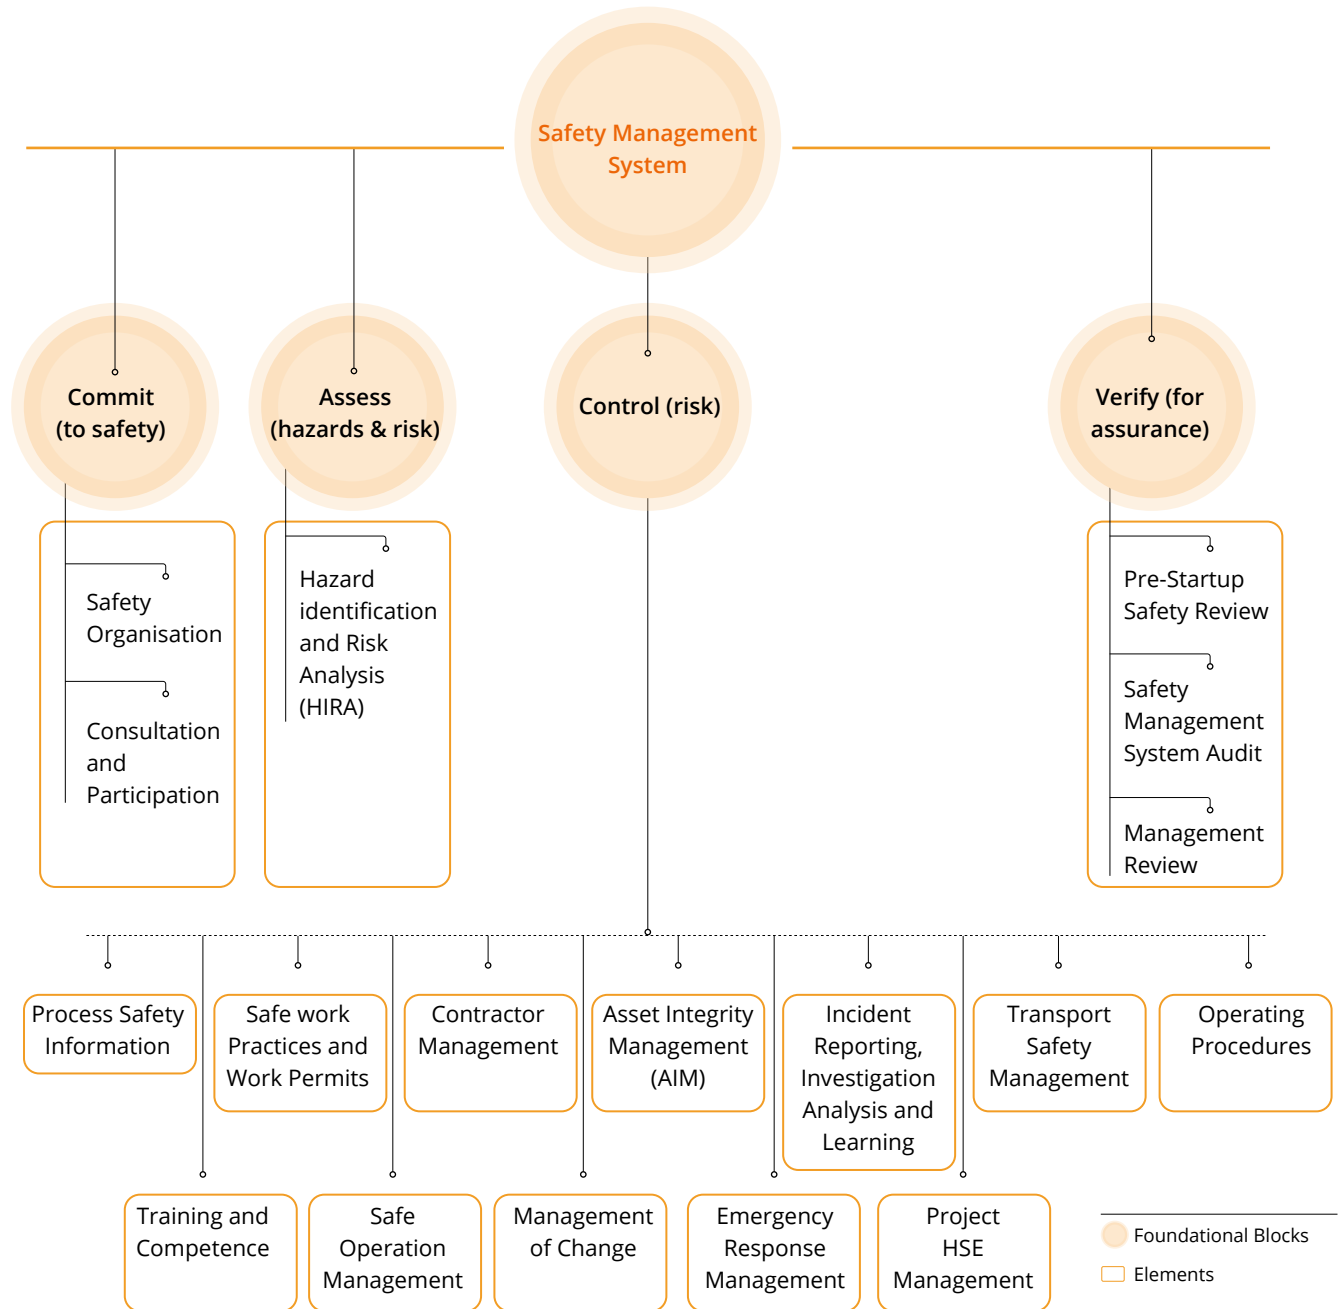 Safety Management
System
Commit
(to safety)
Assess
(hazards & risk)
Control (risk)
Verify (for
assurance)
Safety
Organisation
Consultation
and
Participation
Hazard
identification
and Risk
Analysis
(HIRA)
Pre-Startup
Safety Review
Safety
Management
System Audit
Management
Review
Process Safety
Information
Safe work
Practices and
Work Permits
Contractor
Management
Asset Integrity
Management
(AIM)
Incident
Reporting,
Investigation
Analysis and
Learning
Transport
Safety
Management
Operating
Procedures
Training and
Competence
Safe
Operation
Management
Management
of Change
Emergency
Response
Management
Project
HSE
Management
Foundational Blocks
Elements